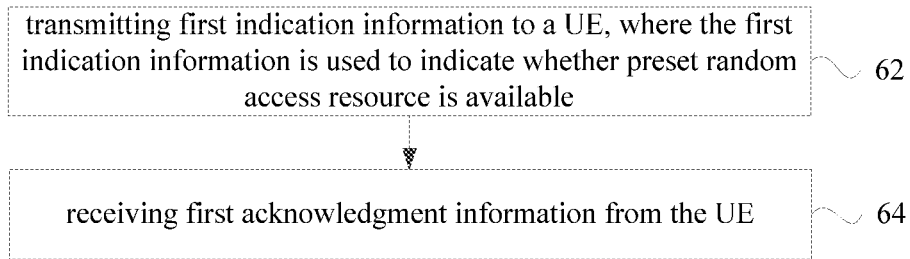 transmitting first indication information to a UE, where the first
indication information is used to indicate whether preset random
access resource is available
62
receiving first acknowledgment information from the UE
64